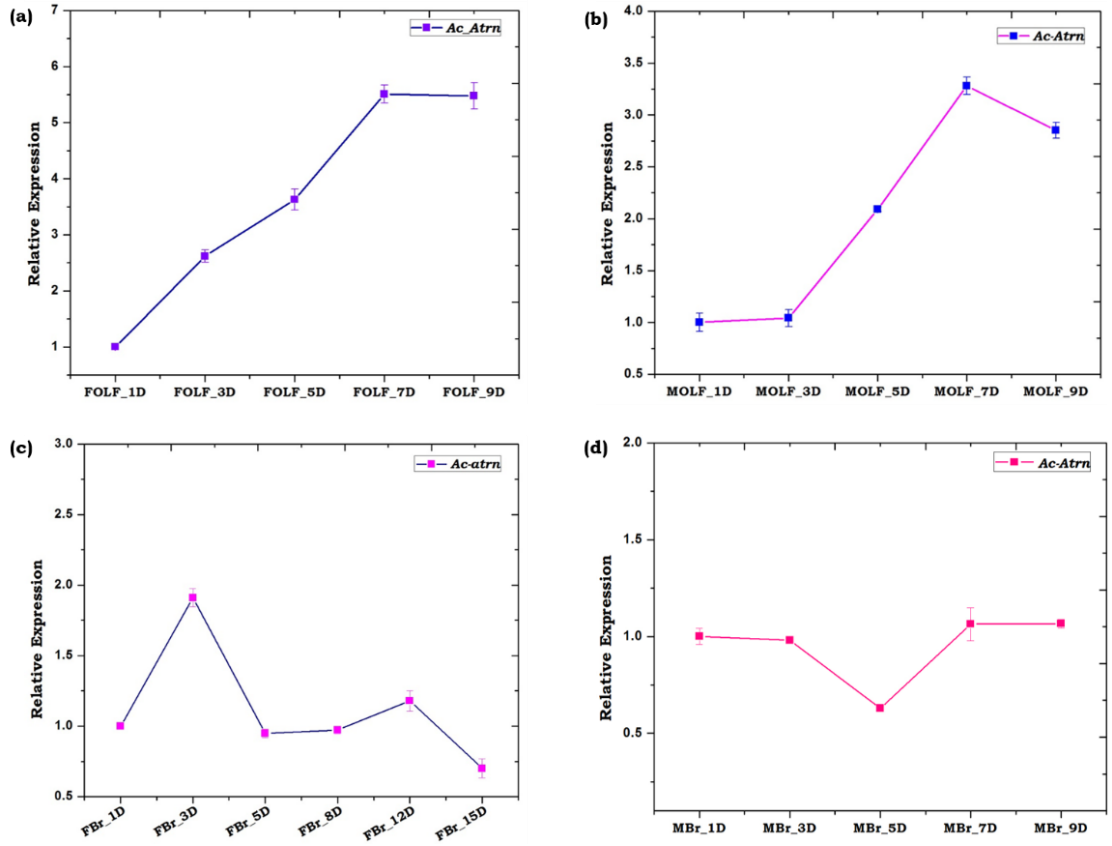 (a)
Ac_Atrn
Relative Expression
7
6
5
4
3
2
1
FOLF_1D FOLF_3D FOLF_5D FOLF_7D FOLF_9D
(b)
Ac-Atrn
Relative Expression
4.0
3.5
3.0
2.5
2.0
1.5
1.0
0.5
MOLF_1D MOLF_3D MOLF_5D MOLF_7D MOLF_9D
(c)
Ac-atrn
Relative Expression
3.0
2.5
2.0
1.5
1.0
0.5
FBr_1D FBr_3D FBr_5D FBr_8D FBr_12D FBr_15D
(d)
Ac-Atrn
Relative Expression
2.0
1.5
1.0
0.5
MBr_1D MBr_3D MBr_5D MBr_7D MBr_9D